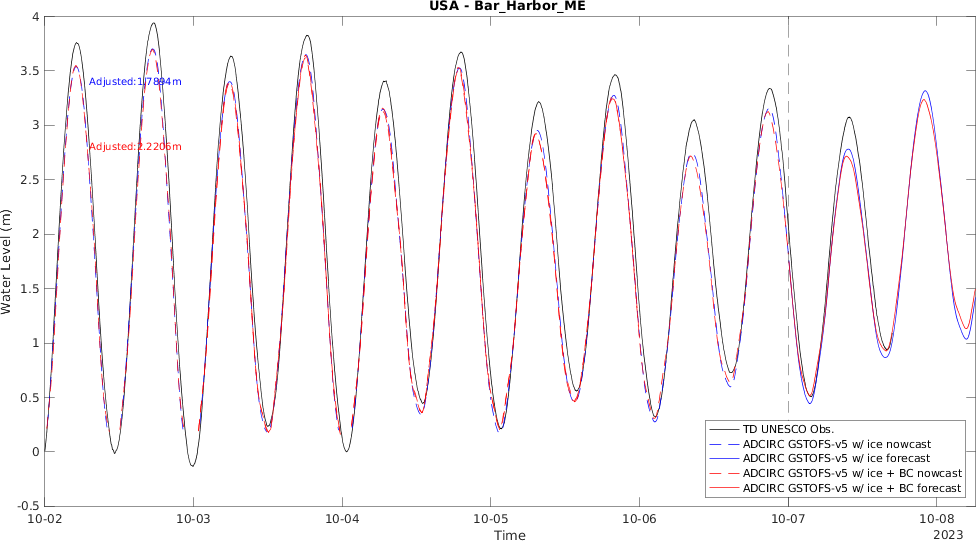 USA - Bar_Harbor_ME
4
3.5
3
2.5
2
1.5
1
0.5
0
-0.5
Water Level (m)
Adjusted:1.7894m
Adjusted:2.2206m
TD UNESCO Obs.
ADCIRC GSTOFS-v5 w/ ice nowcast
ADCIRC GSTOFS-v5 w/ ice forecast
ADCIRC GSTOFS-v5 w/ ice + BC nowcast
ADCIRC GSTOFS-v5 w/ ice + BC forecast
10-02 10-03 10-04 10-05 10-06 10-07 10-08
Time
2023